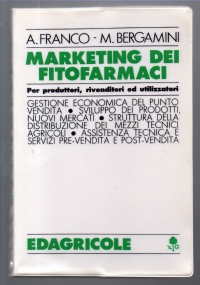 A. FRANCO - M. BERGAMINI
MARKETING DEI
FITOFARMACI
Per produttori, rivenditori ed utilizzatori
GESTIONE ECONOMICA DEL PUNTO
VENDITA • SVILUPPO DEI PRODOTTI,
NUOVI MERCATI • STRUTTURA DELLA
DISTRIBUZIONE DEI MEZZI TECNICI
AGRICOLI • ASSISTENZA TECNICA E
SERVIZI PRE-VENDITA E POST-VENDITA
EDAGRICOLE